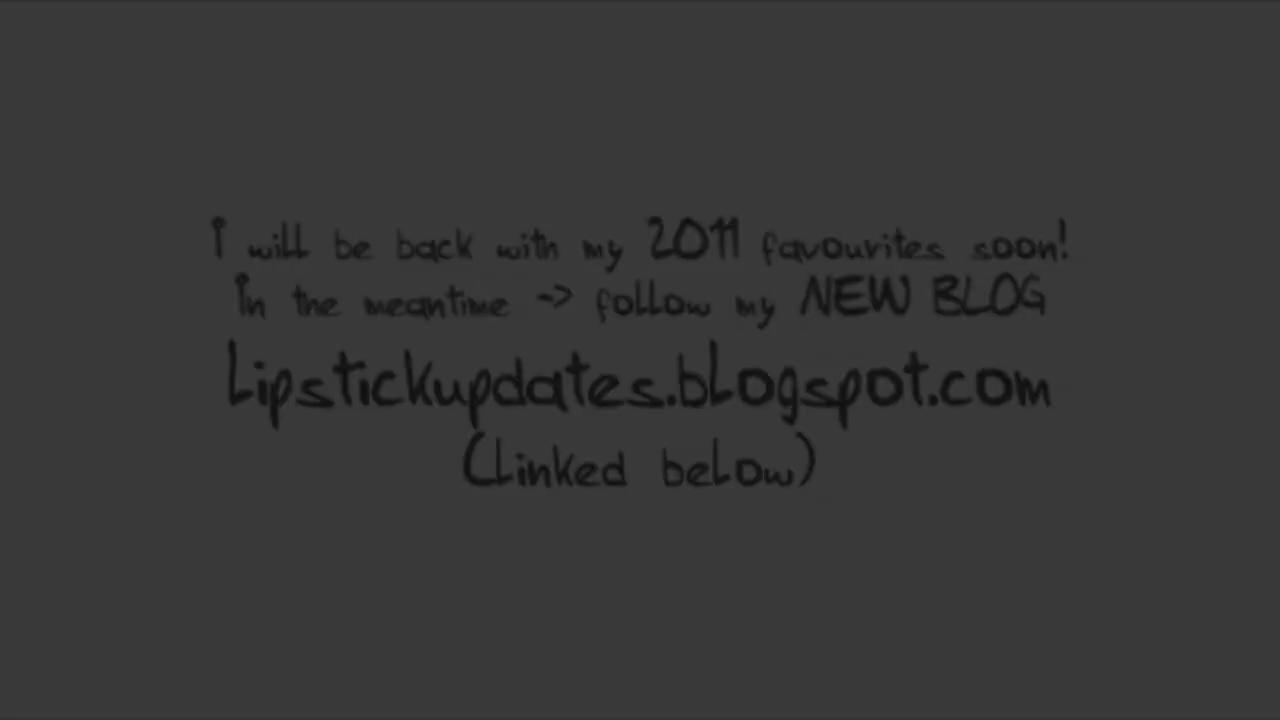 I will be back with my 2011 favourites soon!
In the meantime -> follow my NEW BLOG
Lipstickupdates.blogspot.com
(Linked below)